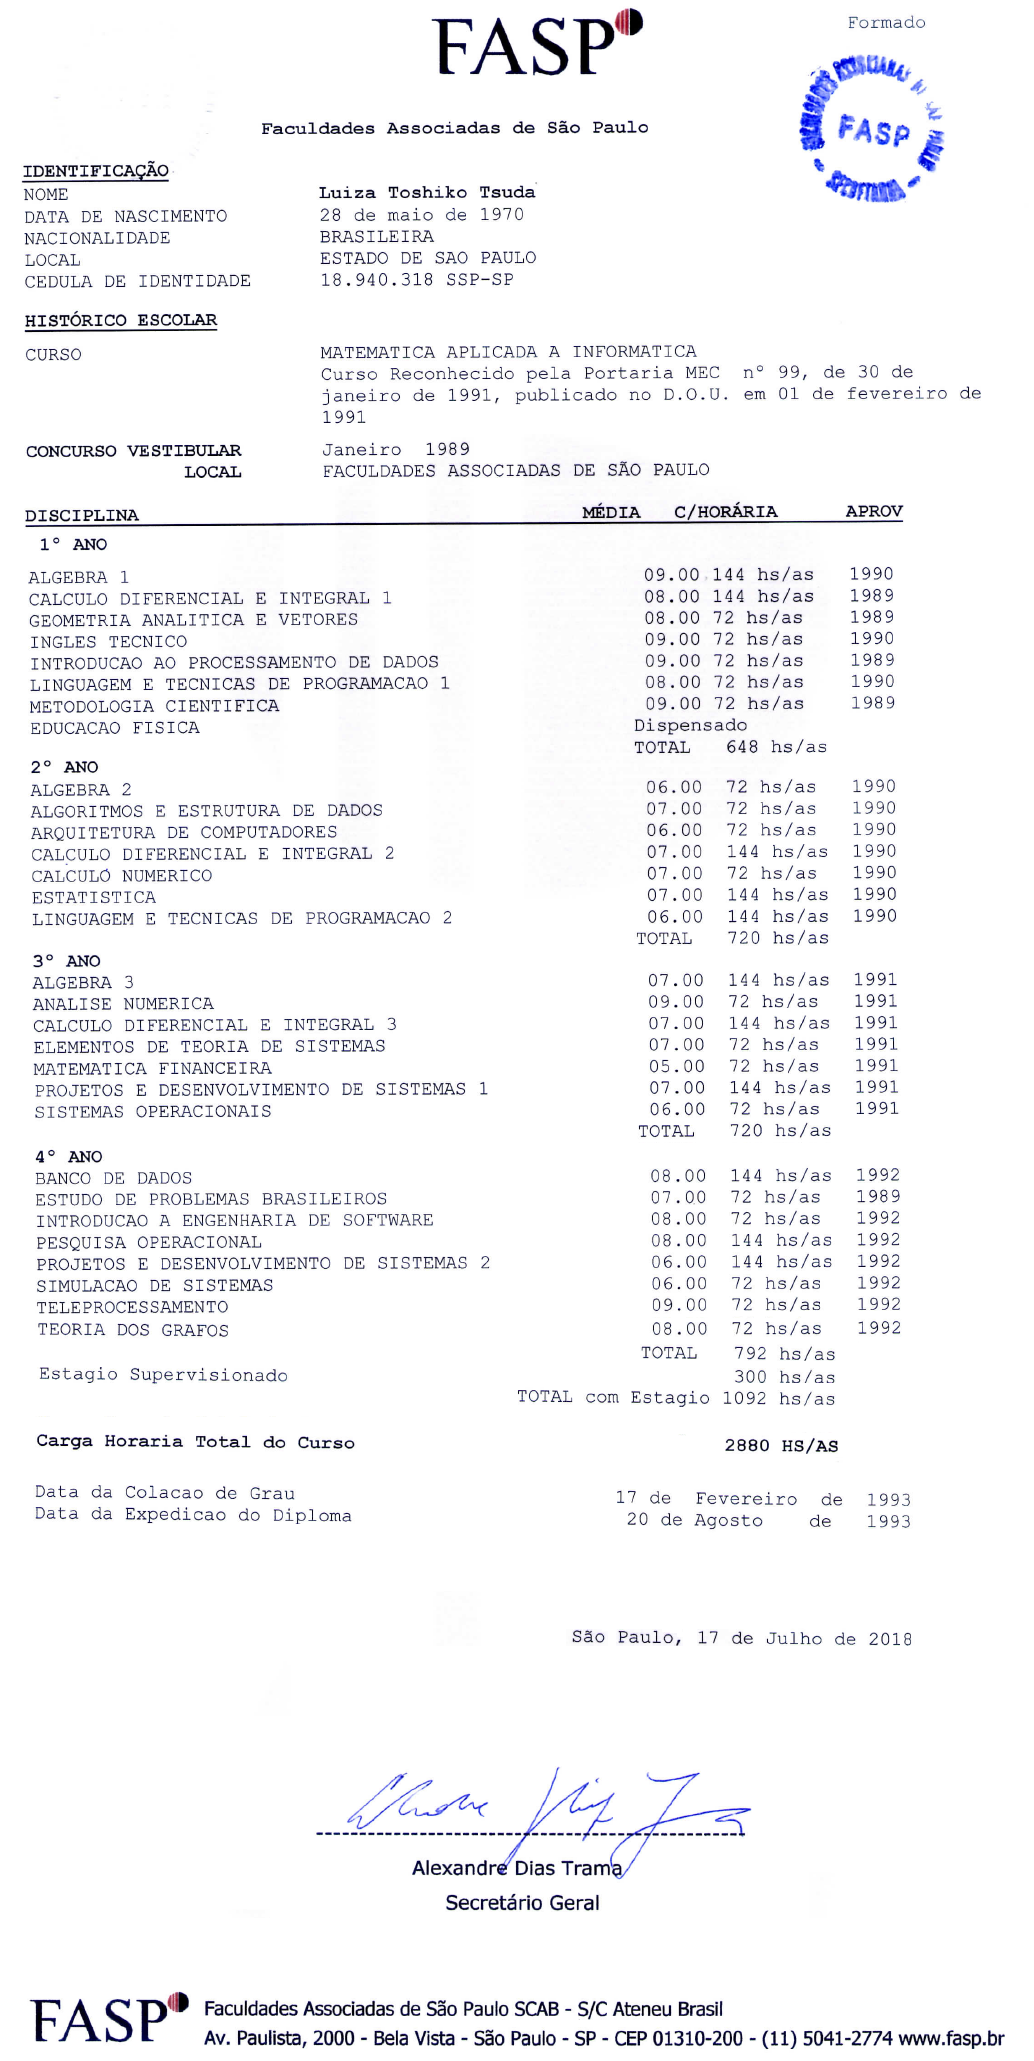 FASP
Formado
FACULDADES ASSOCIADAS DE SÃO PAULO
FASP
Faculdades Associadas de São Paulo
IDENTIFICAÇÃO
NOME Luiza Toshiko Tsuda
DATA DE NASCIMENTO 28 de maio de 1970
NACIONALIDADE BRASILEIRA
LOCAL ESTADO DE SAO PAULO
CEDULA DE IDENTIDADE 18.940.318 SSP-SP
HISTÓRICO ESCOLAR
CURSO MATEMATICA APLICADA A INFORMATICA
Curso Reconhecido pela Portaria MEC nº 99, de 30 de
janeiro de 1991, publicado no D.O.U. em 01 de fevereiro de
1991
CONCURSO VESTIBULAR Janeiro 1989
LOCAL FACULDADES ASSOCIADAS DE SÃO PAULO
DISCIPLINA MÉDIA C/HORÁRIA APROV
1º ANO
ALGEBRA 1 09.00 144 hs/as 1990
CALCULO DIFERENCIAL E INTEGRAL 1 08.00 144 hs/as 1989
GEOMETRIA ANALITICA E VETORES 08.00 72 hs/as 1989
INGLES TECNICO 09.00 72 hs/as 1990
INTRODUCAO AO PROCESSAMENTO DE DADOS 09.00 72 hs/as 1989
LINGUAGEM E TECNICAS DE PROGRAMACAO 1 08.00 72 hs/as 1990
METODOLOGIA CIENTIFICA 09.00 72 hs/as 1989
EDUCACAO FISICA Dispensado
TOTAL 648 hs/as
2º ANO
ALGEBRA 2 06.00 72 hs/as 1990
ALGORITMOS E ESTRUTURA DE DADOS 07.00 72 hs/as 1990
ARQUITETURA DE COMPUTADORES 06.00 72 hs/as 1990
CALCULO DIFERENCIAL E INTEGRAL 2 07.00 144 hs/as 1990
CALCULO NUMERICO 07.00 72 hs/as 1990
ESTATISTICA 07.00 144 hs/as 1990
LINGUAGEM E TECNICAS DE PROGRAMACAO 2 06.00 144 hs/as 1990
TOTAL 720 hs/as
3º ANO
ALGEBRA 3 07.00 144 hs/as 1991
ANALISE NUMERICA 09.00 72 hs/as 1991
CALCULO DIFERENCIAL E INTEGRAL 3 07.00 144 hs/as 1991
ELEMENTOS DE TEORIA DE SISTEMAS 07.00 72 hs/as 1991
MATEMATICA FINANCEIRA 05.00 72 hs/as 1991
PROJETOS E DESENVOLVIMENTO DE SISTEMAS 1 07.00 144 hs/as 1991
SISTEMAS OPERACIONAIS 06.00 72 hs/as 1991
TOTAL 720 hs/as
4º ANO
BANCO DE DADOS 08.00 144 hs/as 1992
ESTUDO DE PROBLEMAS BRASILEIROS 07.00 72 hs/as 1989
INTRODUCAO A ENGENHARIA DE SOFTWARE 08.00 72 hs/as 1992
PESQUISA OPERACIONAL 08.00 144 hs/as 1992
PROJETOS E DESENVOLVIMENTO DE SISTEMAS 2 06.00 144 hs/as 1992
SIMULACAO DE SISTEMAS 06.00 72 hs/as 1992
TELEPROCESSAMENTO 09.00 72 hs/as 1992
TEORIA DOS GRAFOS 08.00 72 hs/as 1992
TOTAL 792 hs/as
Estagio Supervisionado 300 hs/as
TOTAL com Estagio 1092 hs/as
Carga Horaria Total do Curso 2880 HS/AS
Data da Colacao de Grau 17 de Fevereiro de 1993
Data da Expedicao do Diploma 20 de Agosto de 1993
São Paulo, 17 de Julho de 2018
Alexandre Dias Trama
Secretário Geral
FASP Faculdades Associadas de São Paulo SCAB - S/C Ateneu Brasil
Av. Paulista, 2000 - Bela Vista - São Paulo - SP - CEP 01310-200 - (11) 5041-2774 www.fasp.br